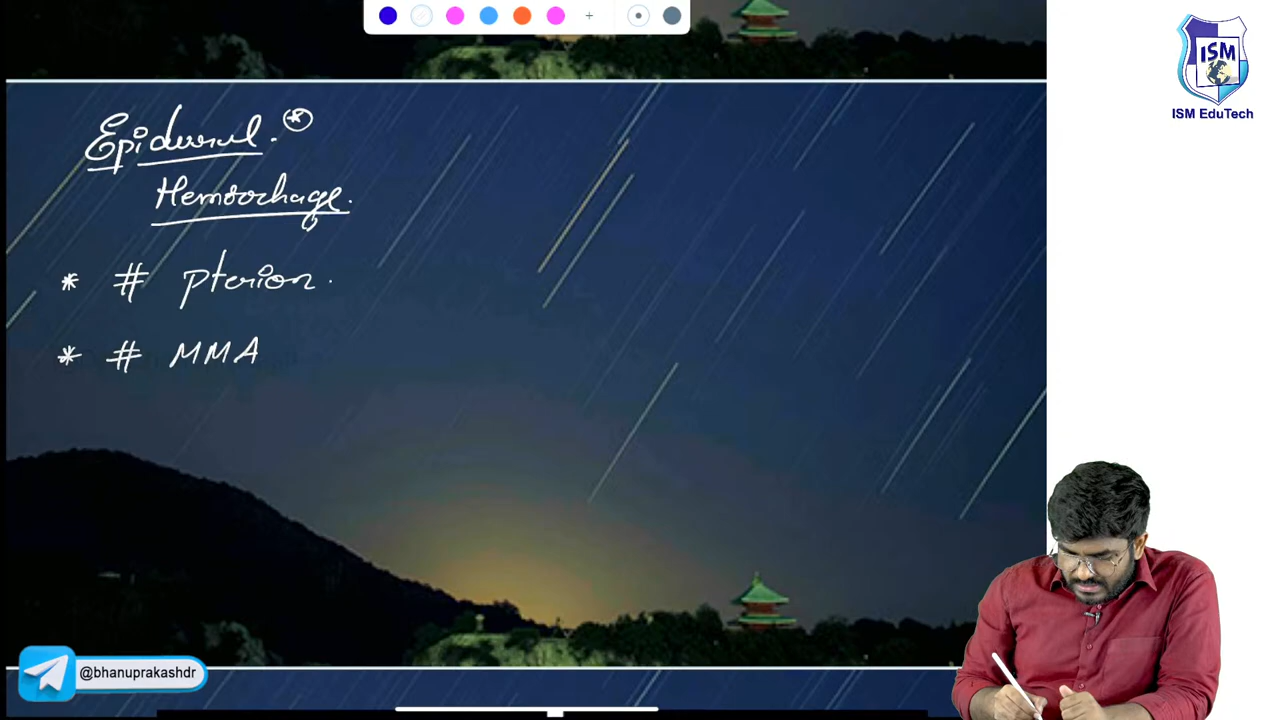 Epidural.
Hemorrhage.
* # pterion.
* # MMA
ISM
ISM EduTech
@bhanuprakashdr